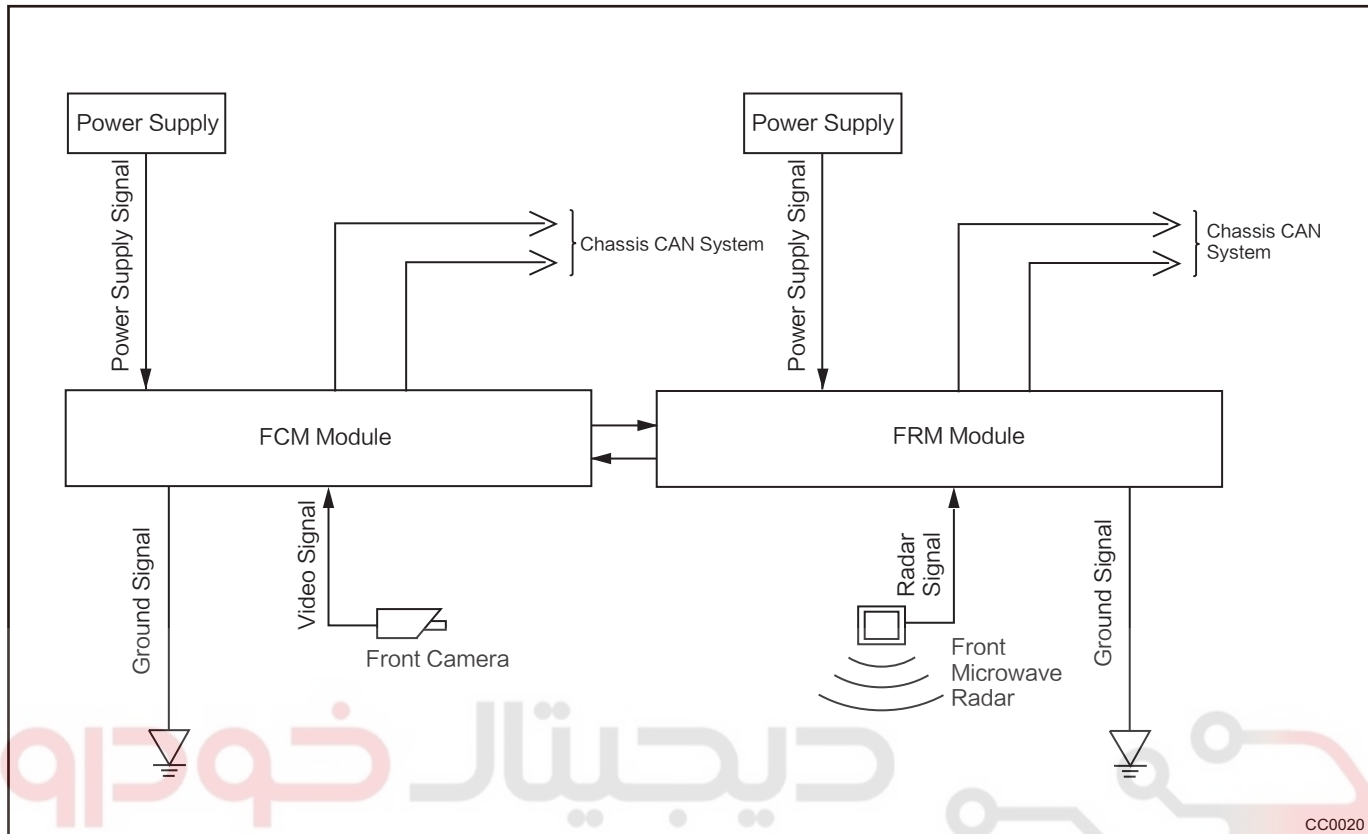 Power Supply
Power Supply
Power Supply Signal
Chassis CAN System
Power Supply Signal
Chassis CAN
System
FCM Module
FRM Module
Ground Signal
Video Signal
Front Camera
Radar
Signal
Front
Microwave
Radar
Ground Signal
دیجیتال خودرو
CC0020